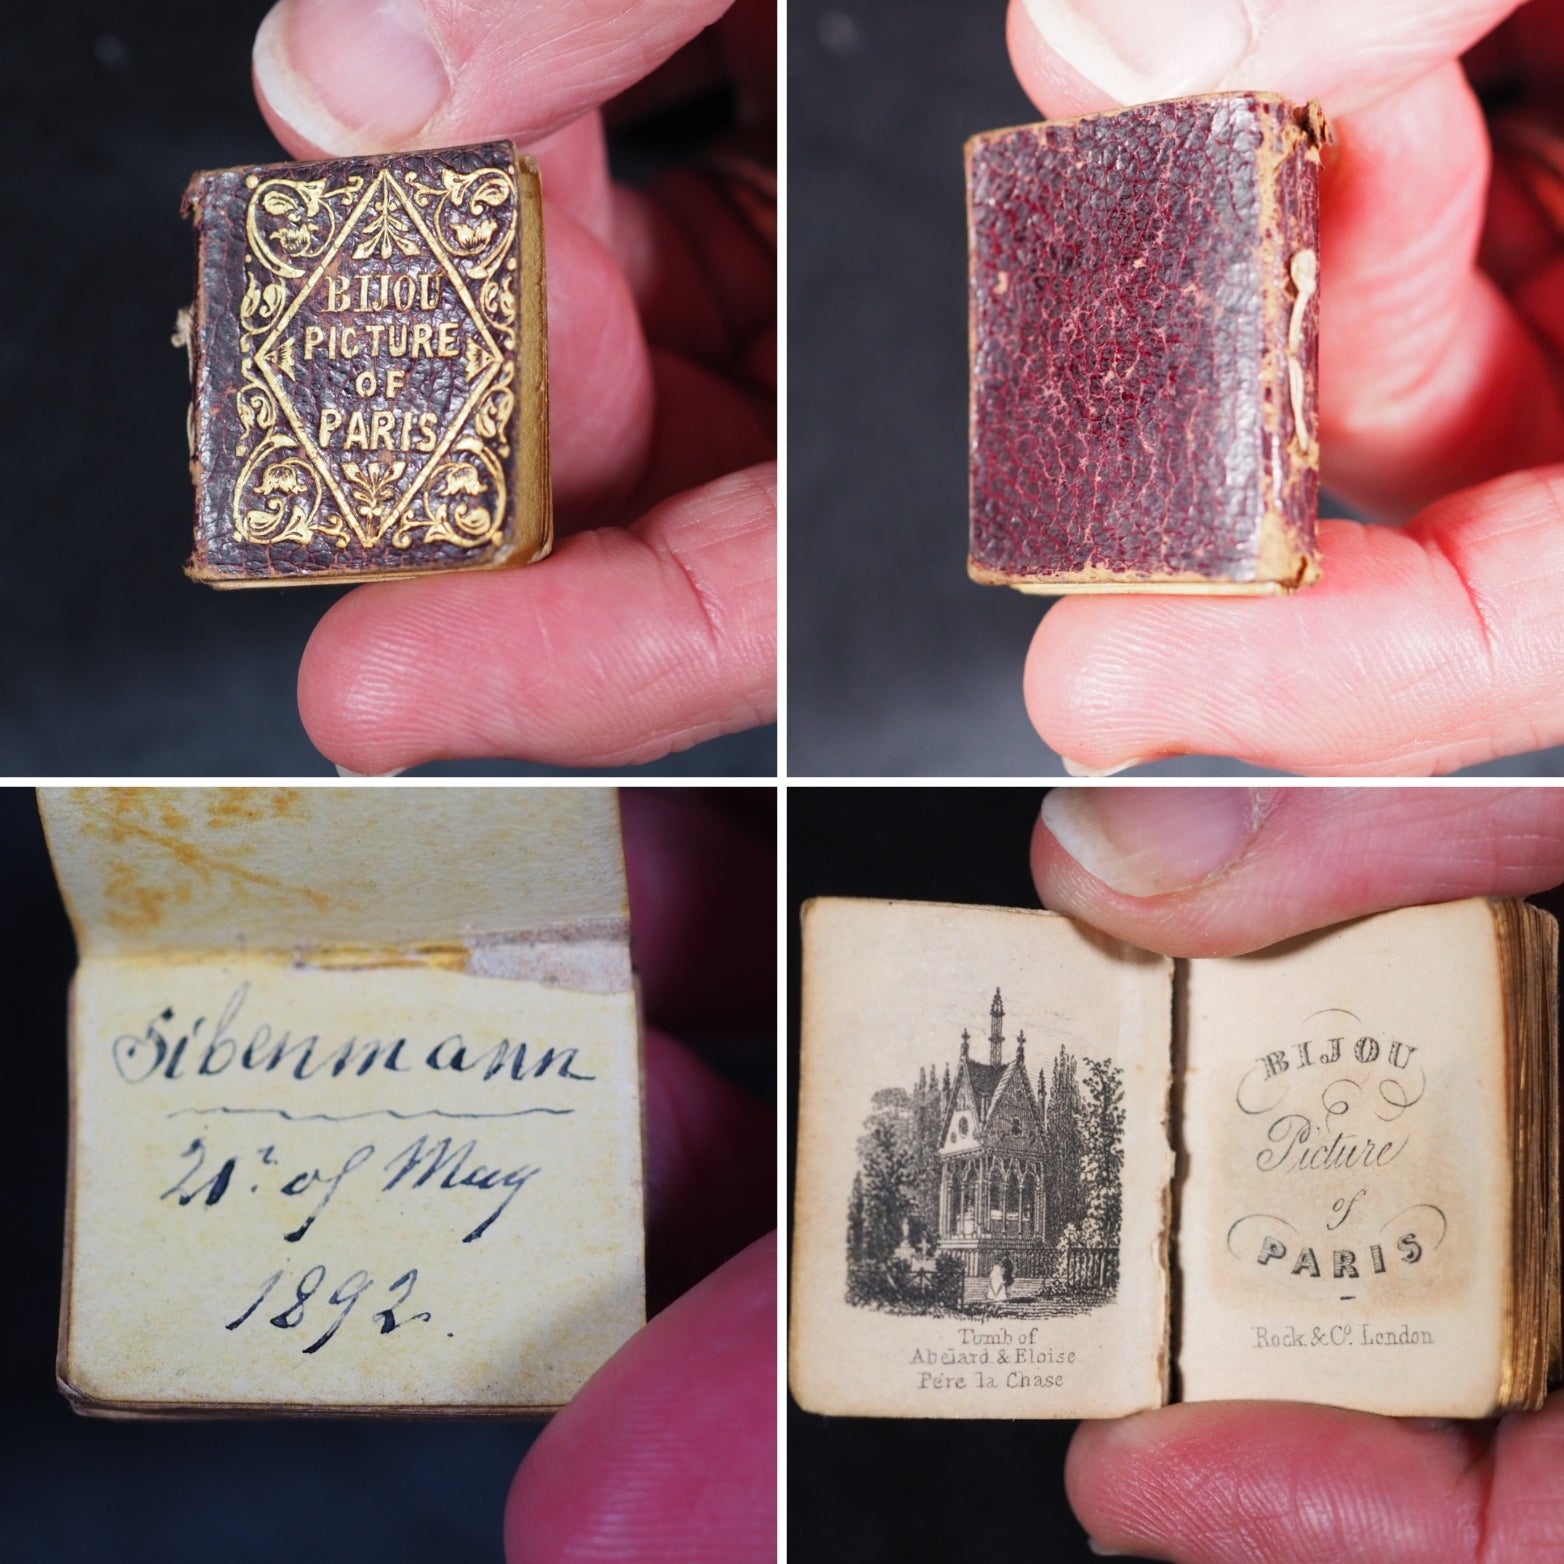 BIJOU
PICTURE
OF
PARIS
Sibenmann
21.t of May
1892.
Tomb of
Abelard & Eloise
Pére la Chase
BIJOU
Picture
of
PARIS
Rock & Co. London